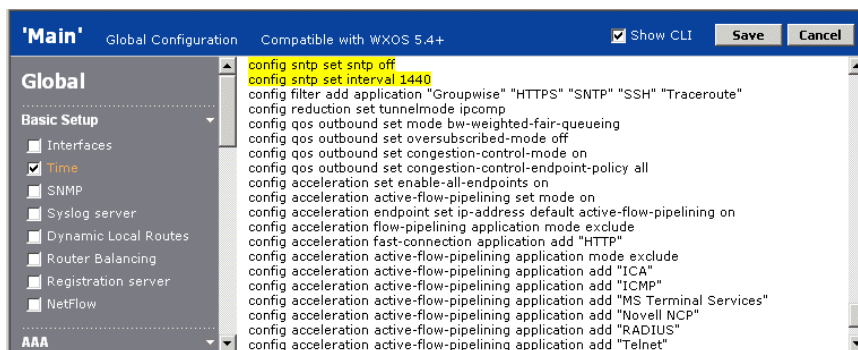 'Main' Global Configuration Compatible with WXOS 5.4+ Show CLI Save Cancel
Global
Basic Setup
Interfaces
Time
SNMP
Syslog server
Dynamic Local Routes
Router Balancing
Registration server
NetFlow
AAA
config sntp set sntp off
config sntp set interval 1440
config filter add application "Groupwise" "HTTPS" "SNTP" "SSH" "Traceroute"
config reduction set tunnelmode ipcomp
config qos outbound set mode bw-weighted-fair-queueing
config qos outbound set oversubscribed-mode off
config qos outbound set congestion-control-mode on
config qos outbound set congestion-control-endpoint-policy all
config acceleration set enable-all-endpoints on
config acceleration active-flow-pipelining set mode on
config acceleration endpoint set ip-address default active-flow-pipelining on
config acceleration flow-pipelining application mode exclude
config acceleration fast-connection application add "HTTP"
config acceleration active-flow-pipelining application mode exclude
config acceleration active-flow-pipelining application add "ICA"
config acceleration active-flow-pipelining application add "ICMP"
config acceleration active-flow-pipelining application add "MS Terminal Services"
config acceleration active-flow-pipelining application add "Novell NCP"
config acceleration active-flow-pipelining application add "RADIUS"
config acceleration active-flow-pipelining application add "Telnet"